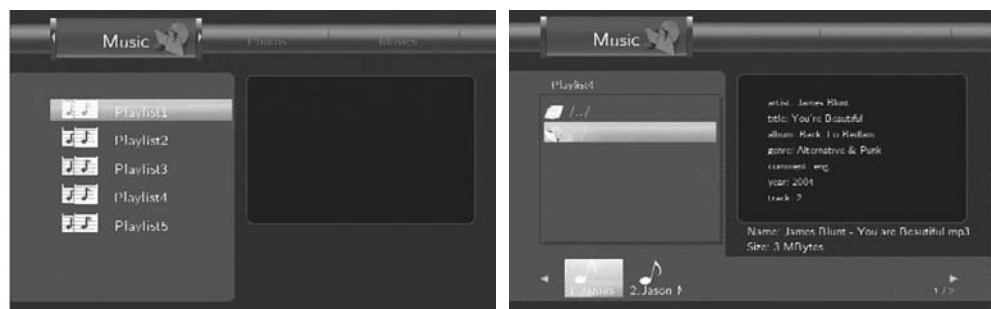 Music
Photos
Movies
Playlist1
Playlist2
Playlist3
Playlist4
Playlist5
Music
Playlist4
/../
artist: James Blunt
title: You're Beautiful
album: Back To Bedlam
genre: Alternative & Punk
comment: eng
year: 2004
track: 2
Name: James Blunt - You are Beautiful mp3
Size: 3 MBytes
1.James
2.Jason M
1/2